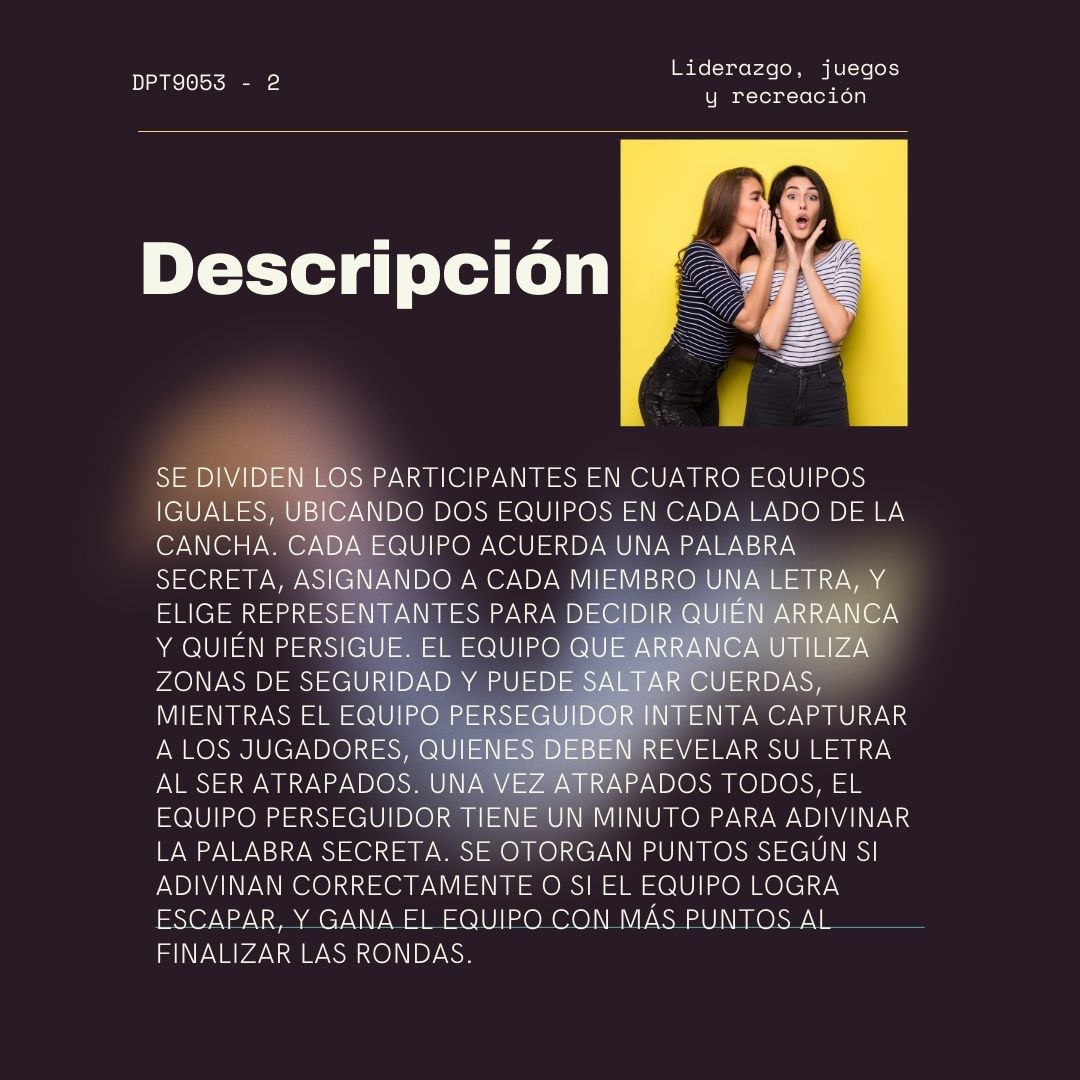 DPT9053 - 2
Liderazgo, juegos
y recreación
Descripción
SE DIVIDEN LOS PARTICIPANTES EN CUATRO EQUIPOS
IGUALES, UBICANDO DOS EQUIPOS EN CADA LADO DE LA
CANCHA. CADA EQUIPO ACUERDA UNA PALABRA
SECRETA, ASIGNANDO A CADA MIEMBRO UNA LETRA, Y
ELIGE REPRESENTANTES PARA DECIDIR QUIÉN ARRANCA
Y QUIÉN PERSIGUE. EL EQUIPO QUE ARRANCA UTILIZA
ZONAS DE SEGURIDAD Y PUEDE SALTAR CUERDAS,
MIENTRAS EL EQUIPO PERSEGUIDOR INTENTA CAPTURAR
A LOS JUGADORES, QUIENES DEBEN REVELAR SU LETRA
AL SER ATRAPADOS. UNA VEZ ATRAPADOS TODOS, EL
EQUIPO PERSEGUIDOR TIENE UN MINUTO PARA ADIVINAR
LA PALABRA SECRETA. SE OTORGAN PUNTOS SEGÚN SI
ADIVINAN CORRECTAMENTE O SI EL EQUIPO LOGRA
ESCAPAR, Y GANA EL EQUIPO CON MÁS PUNTOS AL
FINALIZAR LAS RONDAS.